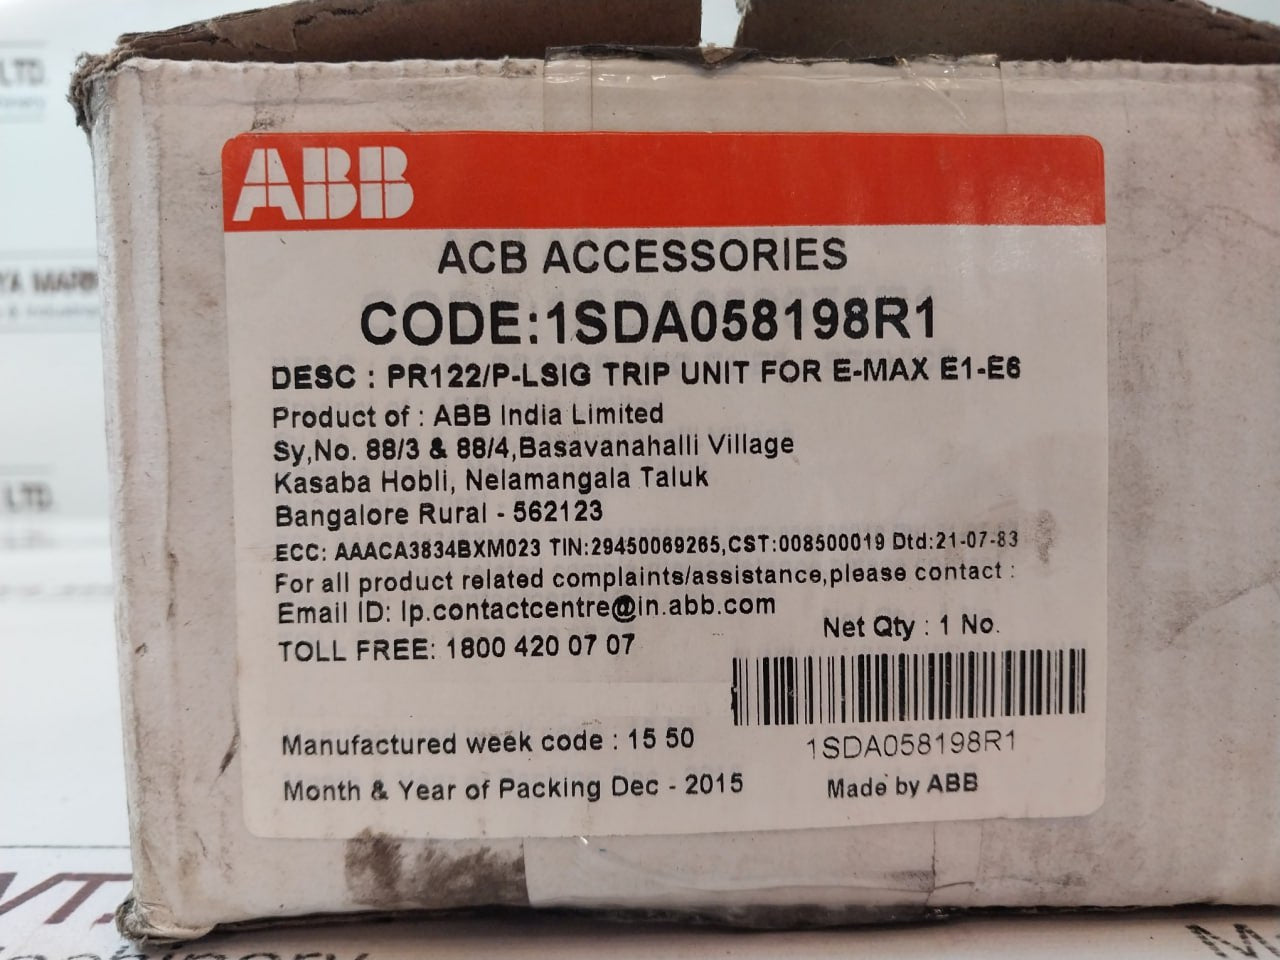 ABB
ACB ACCESSORIES
CODE:1SDA058198R1
DESC : PR122/P-LSIG TRIP UNIT FOR E-MAX E1-E6
Product of : ABB India Limited
Sy,No. 88/3 & 88/4,Basavanahalli Village
Kasaba Hobli, Nelamangala Taluk
Bangalore Rural - 562123
ECC: AAACA3834BXM023 TIN:29450069265,CST:008500019 Dtd:21-07-83
For all product related complaints/assistance,please contact :
Email ID: lp.contactcentre@in.abb.com
TOLL FREE: 1800 420 07 07
Net Qty : 1 No.
1SDA058198R1
Manufactured week code : 15 50
Month & Year of Packing Dec - 2015
Made by ABB
LTD.
LTD.